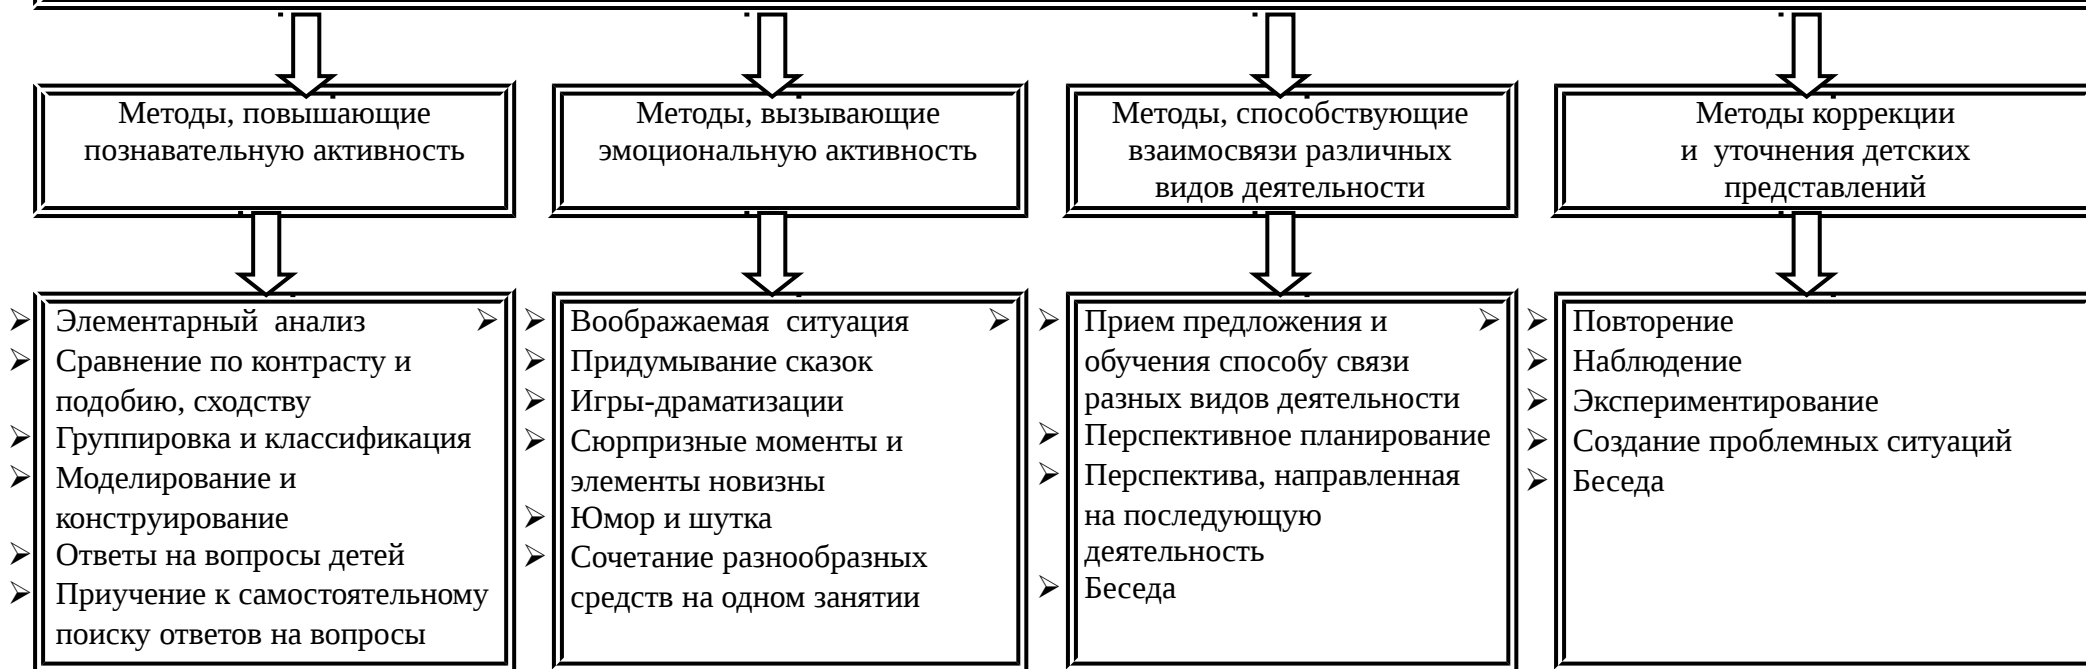 Методы, повышающие
познавательную активность
Методы, вызывающие
эмоциональную активность
Методы, способствующие
взаимосвязи различных
видов деятельности
Методы коррекции
и уточнения детских
представлений
Элементарный анализ
Сравнение по контрасту и
подобию, сходству
Группировка и классификация
Моделирование и
конструирование
Ответы на вопросы детей
Приучение к самостоятельному
поиску ответов на вопросы
Воображаемая ситуация
Придумывание сказок
Игры-драматизации
Сюрпризные моменты и
элементы новизны
Юмор и шутка
Сочетание разнообразных
средств на одном занятии
Прием предложения и
обучения способу связи
разных видов деятельности
Перспективное планирование
Перспектива, направленная
на последующую
деятельность
Беседа
Повторение
Наблюдение
Экспериментирование
Создание проблемных ситуаций
Беседа